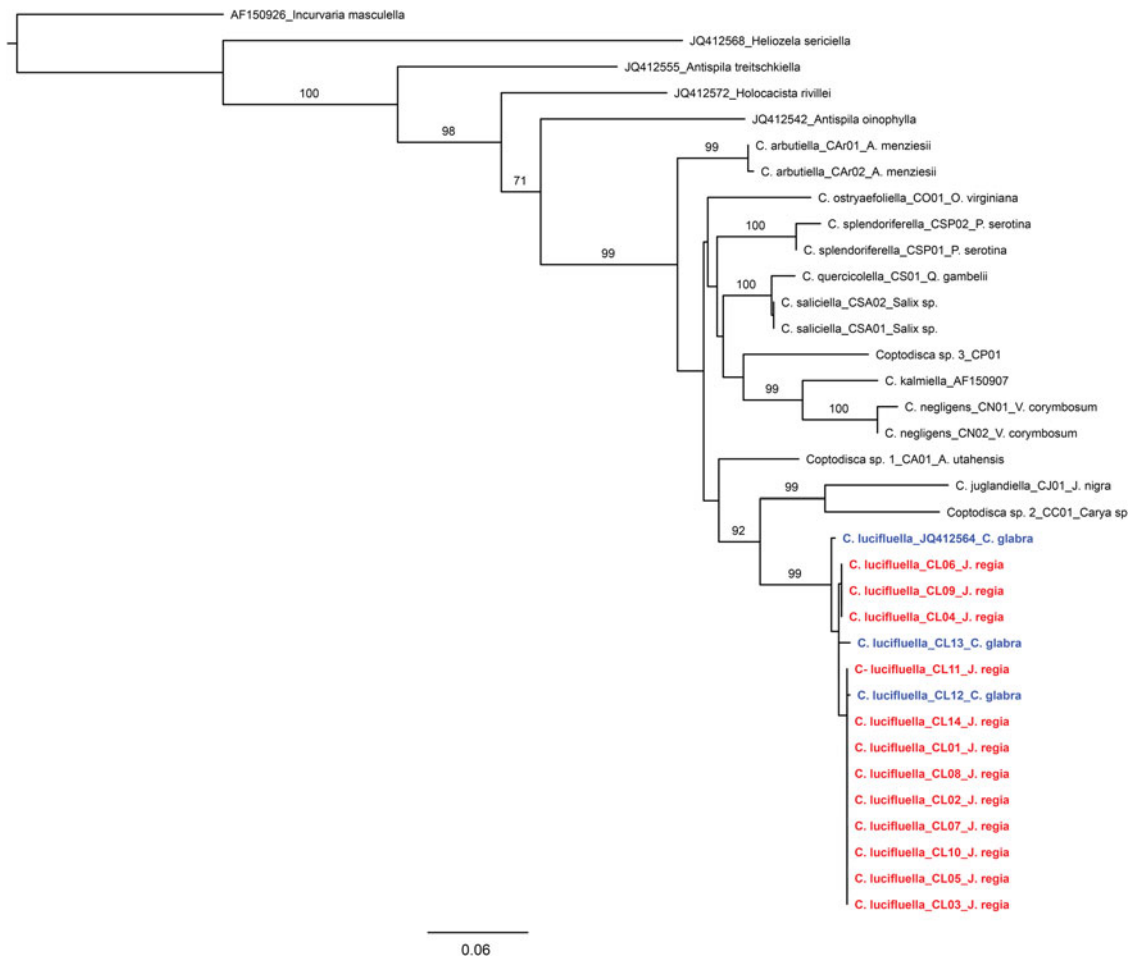 AF150926_Incurvaria masculella
JQ412568_Heliozela sericiella
JQ412555_Antispila treitschkiella
100
JQ412572_Holocacista rivillei
98
JQ412542_Antispila oinophylla
99
C. arbutiella_CAr01_A. menziesii
C. arbutiella_CAr02_A. menziesii
71
C. ostryaefoliella_CO01_O. virginiana
100
C. splendoriferella_CSP02_P. serotina
C. splendoriferella_CSP01_P. serotina
99
C. quercicolella_CS01_Q. gambelii
100
C. saliciella_CSA02_Salix sp.
C. saliciella_CSA01_Salix sp.
Coptodisca sp. 3_CP01
C. kalmiella_AF150907
99
C. negligens_CN01_V. corymbosum
100
C. negligens_CN02_V. corymbosum
Coptodisca sp. 1_CA01_A. utahensis
C. juglandiella_CJ01_J. nigra
99
Coptodisca sp. 2_CC01_Carya sp
92
C. lucifluella_JQ412564_C. glabra
C. lucifluella_CL06_J. regia
99
C. lucifluella_CL09_J. regia
C. lucifluella_CL04_J. regia
C. lucifluella_CL13_C. glabra
C- lucifluella_CL11_J. regia
C. lucifluella_CL12_C. glabra
C. lucifluella_CL14_J. regia
C. lucifluella_CL01_J. regia
C. lucifluella_CL08_J. regia
C. lucifluella_CL02_J. regia
C. lucifluella_CL07_J. regia
C. lucifluella_CL10_J. regia
C. lucifluella_CL05_J. regia
C. lucifluella_CL03_J. regia
0.06